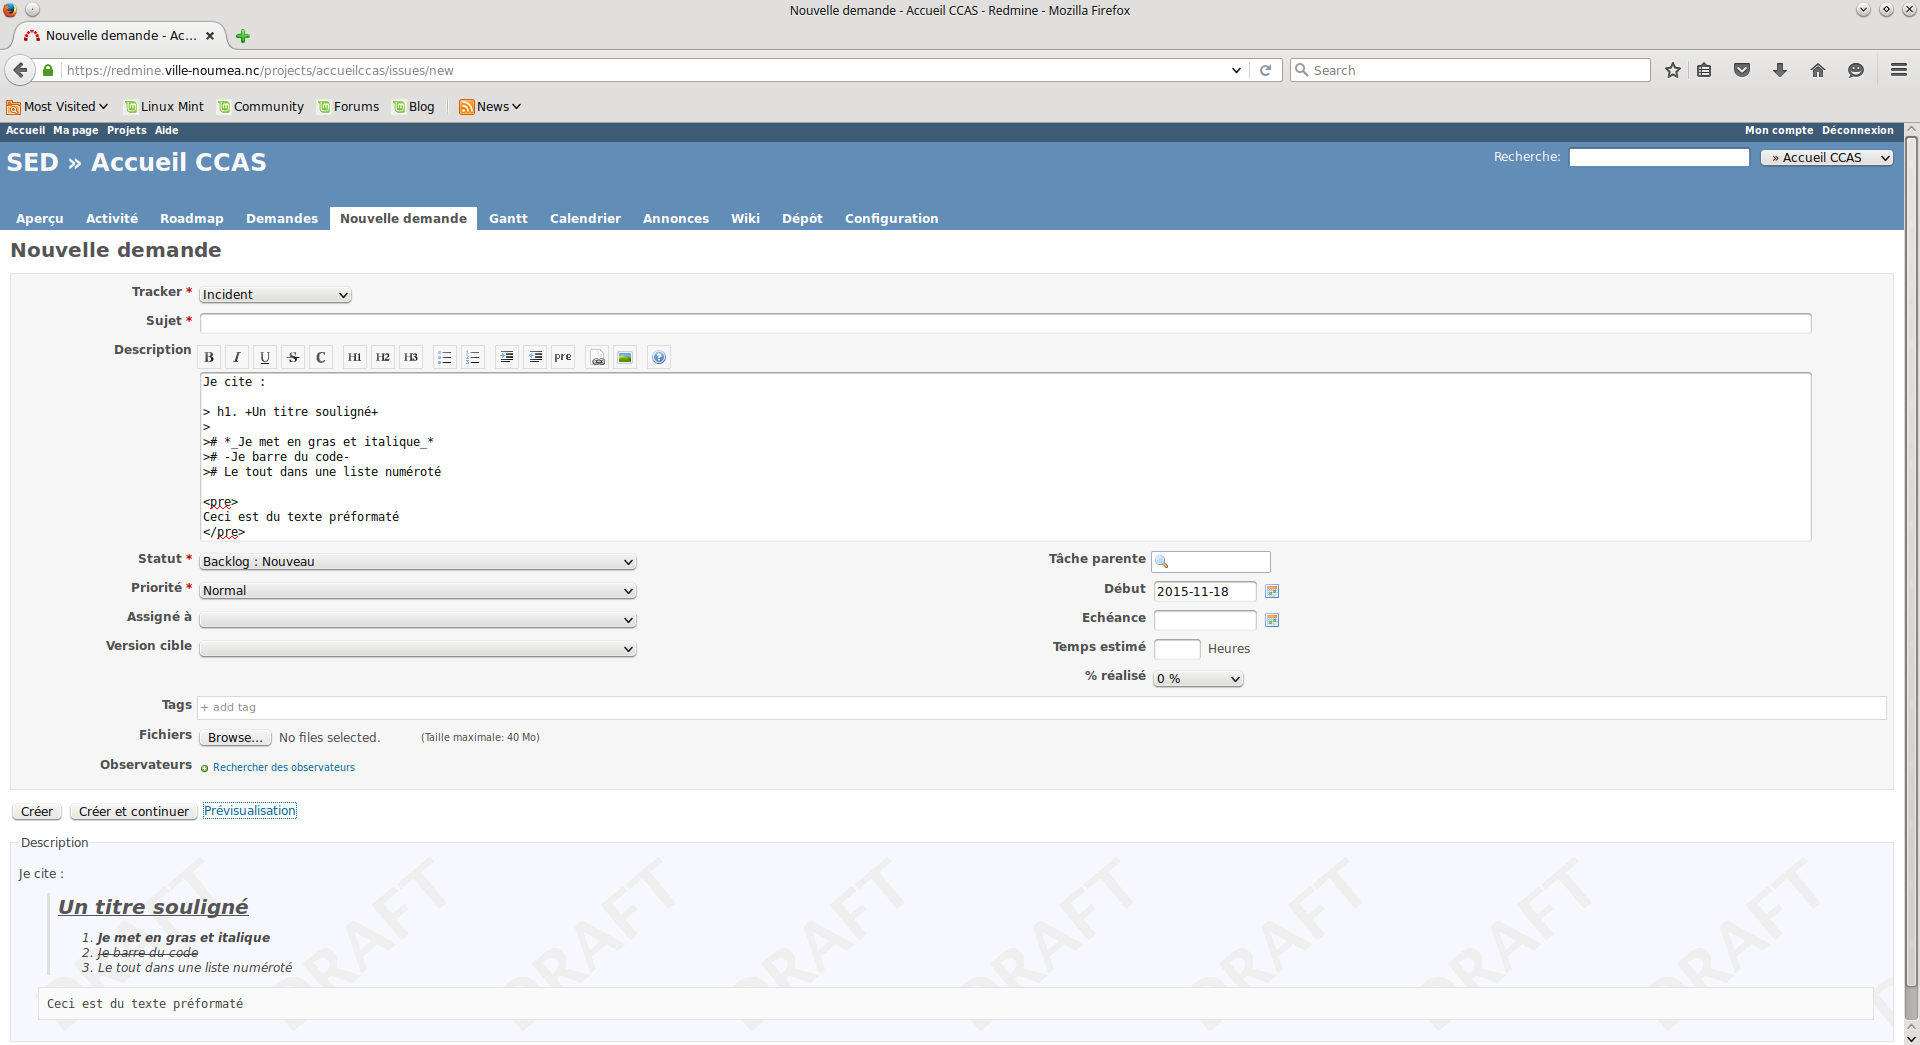 Nouvelle demande - Accueil CCAS - Redmine - Mozilla Firefox
Nouvelle demande - Ac...
https://redmine.ville-noumea.nc/projects/accueilccas/issues/new
Search
Most Visited
Linux Mint
Community
Forums
Blog
News
Accueil Ma page Projets Aide
Mon compte Déconnexion
SED » Accueil CCAS
Recherche:
» Accueil CCAS
Aperçu Activité Roadmap Demandes Nouvelle demande Gantt Calendrier Annonces Wiki Dépôt Configuration
Nouvelle demande
Tracker * Incident
Sujet *
Description
B I U S C H1 H2 H3 pre
Je cite :
> h1. +Un titre souligné+
>
># *_Je met en gras et italique_*
># -Je barre du code-
># Le tout dans une liste numéroté
<pre>
Ceci est du texte préformaté
</pre>
Statut * Backlog : Nouveau
Tâche parente
Priorité * Normal
Début 2015-11-18
Assigné à
Echéance
Version cible
Temps estimé Heures
% réalisé 0 %
Tags + add tag
Fichiers Browse... No files selected. (Taille maximale: 40 Mo)
Observateurs Rechercher des observateurs
Créer Créer et continuer Prévisualisation
Description
Je cite :
Un titre souligné
1. Je met en gras et italique
2. Je barre du code
3. Le tout dans une liste numéroté
Ceci est du texte préformaté
DRAFT DRAFT DRAFT DRAFT DRAFT DRAFT DRAFT DRAFT